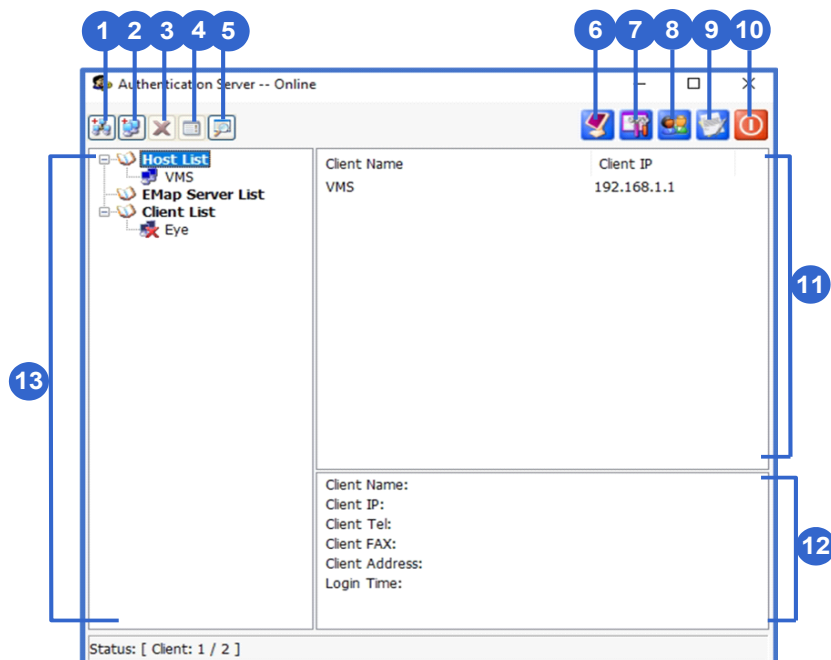 1 2 3 4 5 6 7 8 9 10
Authentication Server -- Online
Host List
VMS
EMap Server List
Client List
Eye
Client Name Client IP
VMS 192.168.1.1
11
13
Client Name:
Client IP:
Client Tel:
Client FAX:
Client Address:
Login Time:
12
Status: [ Client: 1 / 2 ]